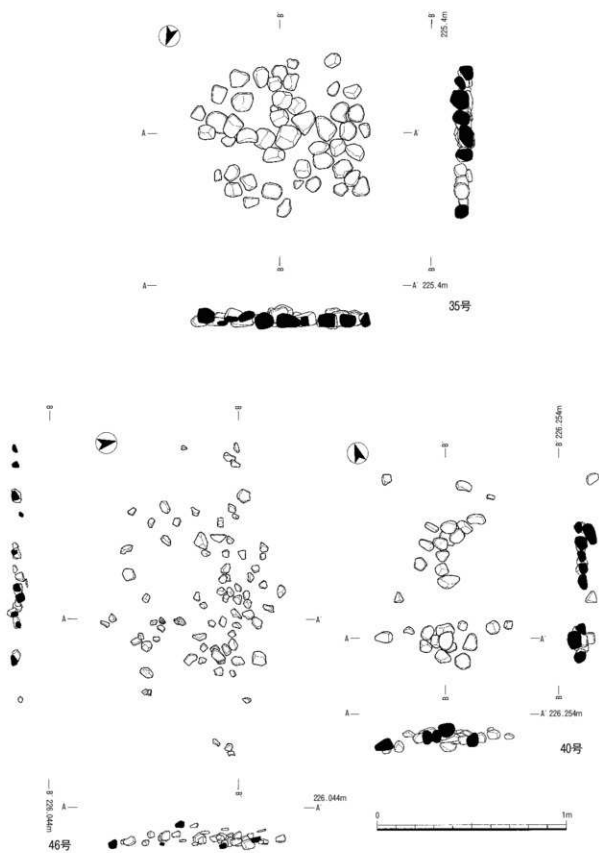 B'
B'
225.4m
A
A'
B
B
B
B'
A
A' 225.4m
35号
B'
B'
B'
B' 226.254m
A
A'
A
A'
B
B
A
A' 226.254m
40号
B' 226.044m
A
B'
A'
226.044m
46号
0
1m